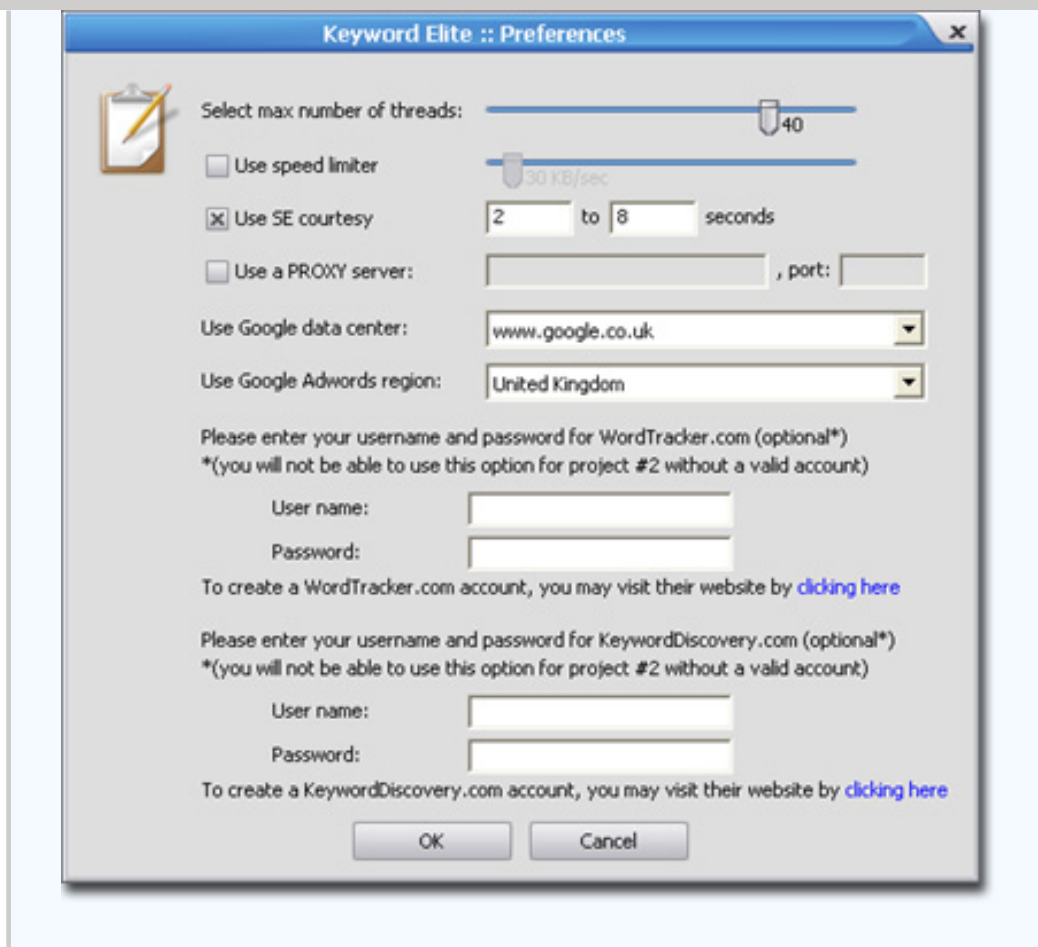 Keyword Elite :: Preferences
Select max number of threads: 40
Use speed limiter 30 KB/sec
Use SE courtesy 2 to 8 seconds
Use a PROXY server: , port:
Use Google data center: www.google.co.uk
Use Google Adwords region: United Kingdom
Please enter your username and password for WordTracker.com (optional*)
*(you will not be able to use this option for project #2 without a valid account)
User name:
Password:
To create a WordTracker.com account, you may visit their website by clicking here
Please enter your username and password for KeywordDiscovery.com (optional*)
*(you will not be able to use this option for project #2 without a valid account)
User name:
Password:
To create a KeywordDiscovery.com account, you may visit their website by clicking here
OK Cancel